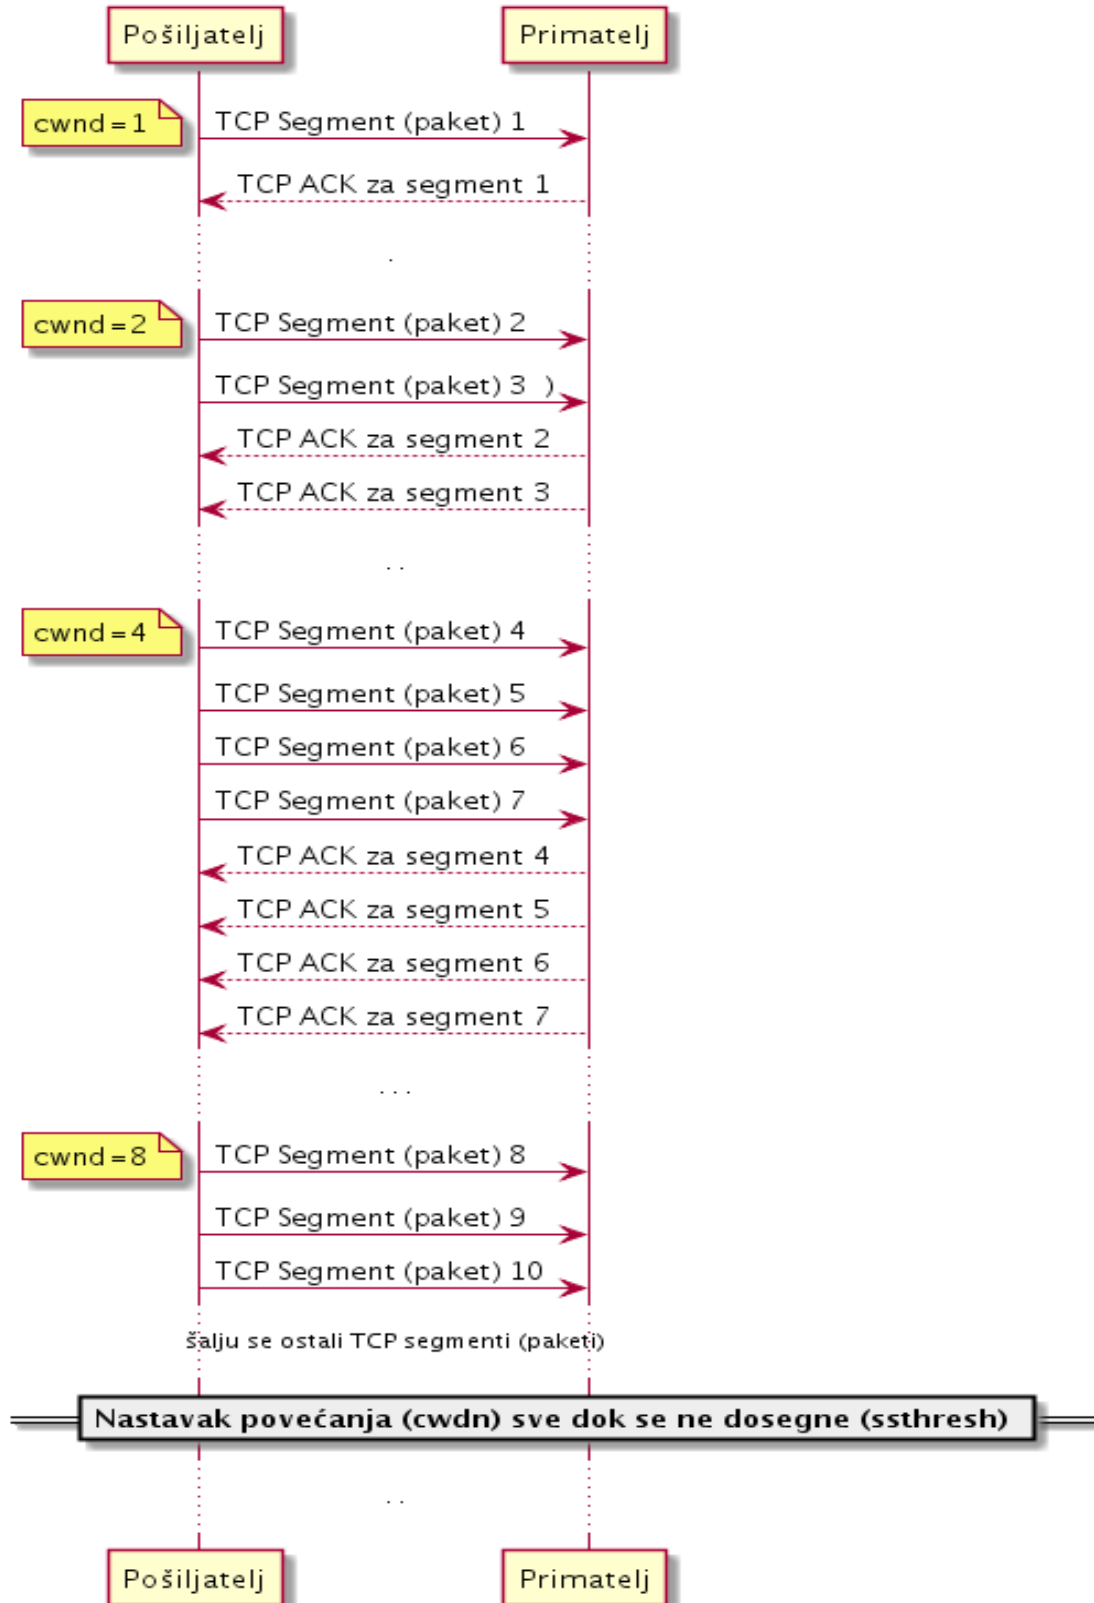 Pošiljatelj Primatelj
cwnd=1
TCP Segment (paket) 1
TCP ACK za segment 1
.
cwnd=2
TCP Segment (paket) 2
TCP Segment (paket) 3 )
TCP ACK za segment 2
TCP ACK za segment 3
. .
cwnd=4
TCP Segment (paket) 4
TCP Segment (paket) 5
TCP Segment (paket) 6
TCP Segment (paket) 7
TCP ACK za segment 4
TCP ACK za segment 5
TCP ACK za segment 6
TCP ACK za segment 7
. . .
cwnd=8
TCP Segment (paket) 8
TCP Segment (paket) 9
TCP Segment (paket) 10
šalju se ostali TCP segmenti (paketi)
Nastavak povećanja (cwdn) sve dok se ne dosegne (ssthresh)
. .
Pošiljatelj Primatelj